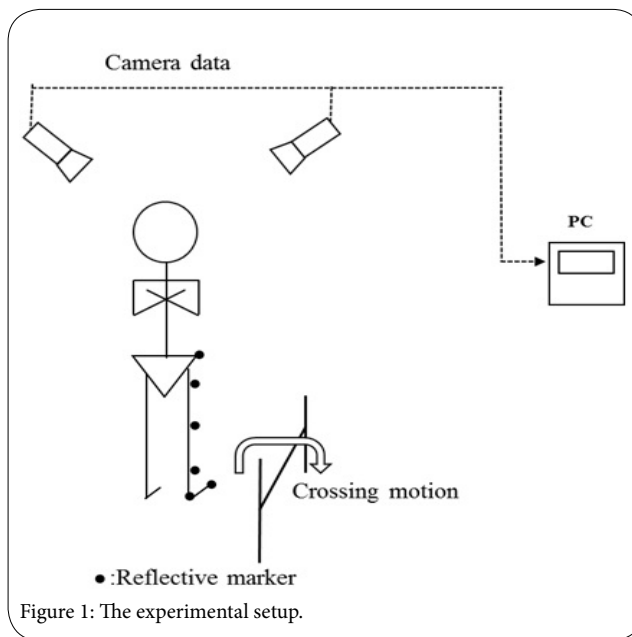 Camera data
PC
Crossing motion
●:Reflective marker
Figure 1: The experimental setup.